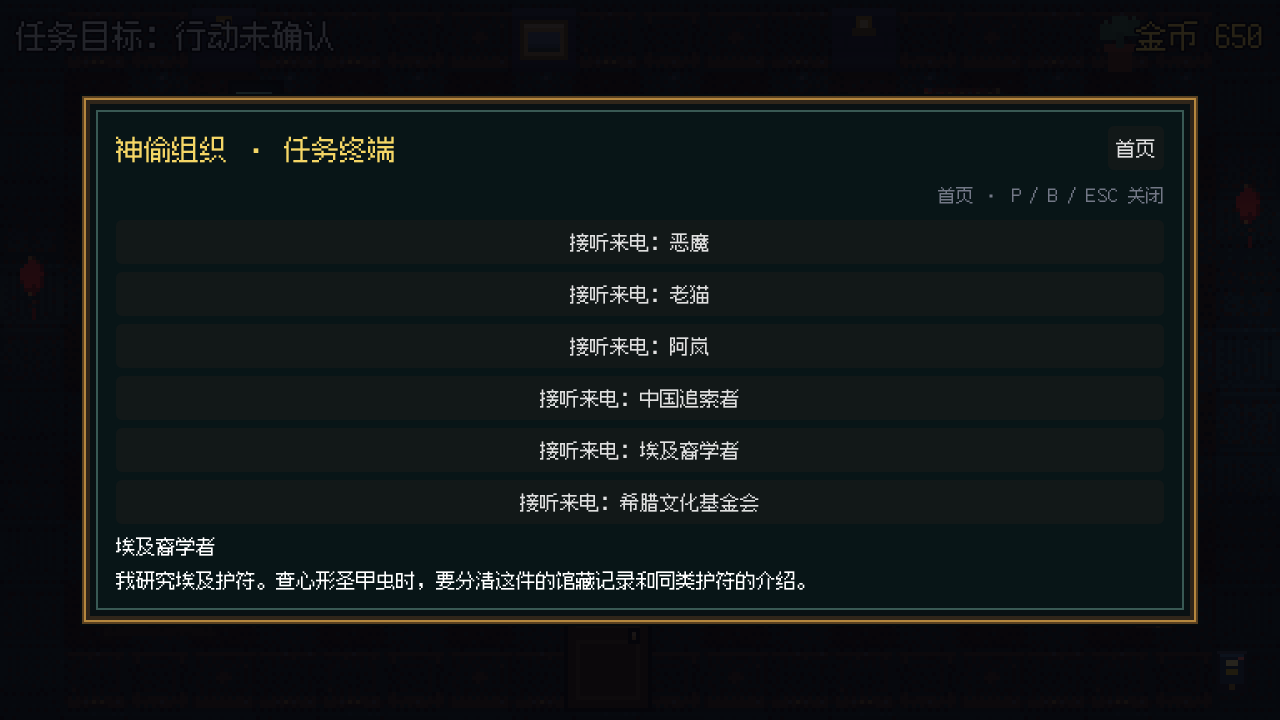 任务目标：行动未确认
金币 650
神偷组织 · 任务终端
首页
首页 · P / B / ESC 关闭
接听来电：恶魔
接听来电：老猫
接听来电：阿岚
接听来电：中国追索者
接听来电：埃及裔学者
接听来电：希腊文化基金会
埃及裔学者
我研究埃及护符。查心形圣甲虫时，要分清这件的馆藏记录和同类护符的介绍。